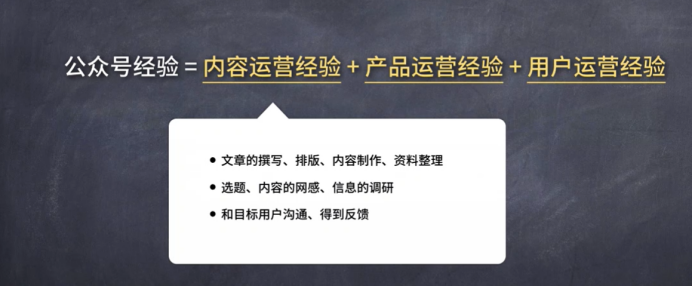 公众号经验 = 内容运营经验 + 产品运营经验 + 用户运营经验
• 文章的撰写、排版、内容制作、资料整理
• 选题、内容的网感、信息的调研
• 和目标用户沟通、得到反馈